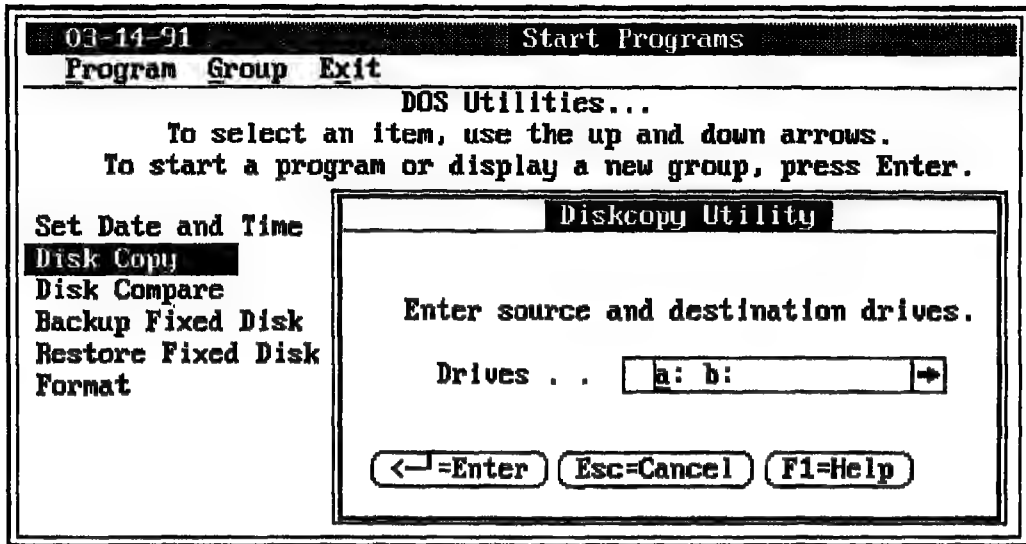 03-14-91 Start Programs
Program Group Exit
DOS Utilities...
To select an item, use the up and down arrows.
To start a program or display a new group, press Enter.
Set Date and Time
Disk Copy
Disk Compare
Backup Fixed Disk
Restore Fixed Disk
Format
Diskcopy Utility
Enter source and destination drives.
Drives . . a: b: →
<─┘=Enter Esc=Cancel F1=Help